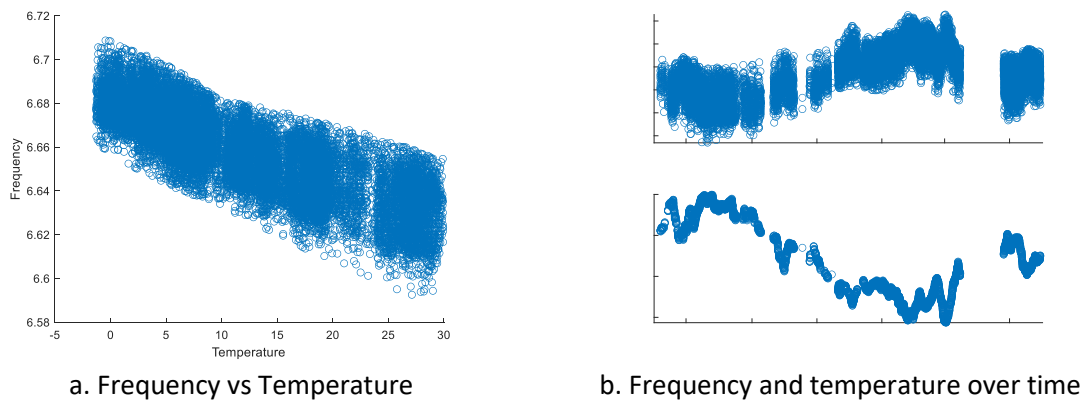 6.72
6.7
6.68
6.66
6.64
6.62
6.6
6.58
Frequency
-5 0 5 10 15 20 25 30
Temperature
a. Frequency vs Temperature
b. Frequency and temperature over time